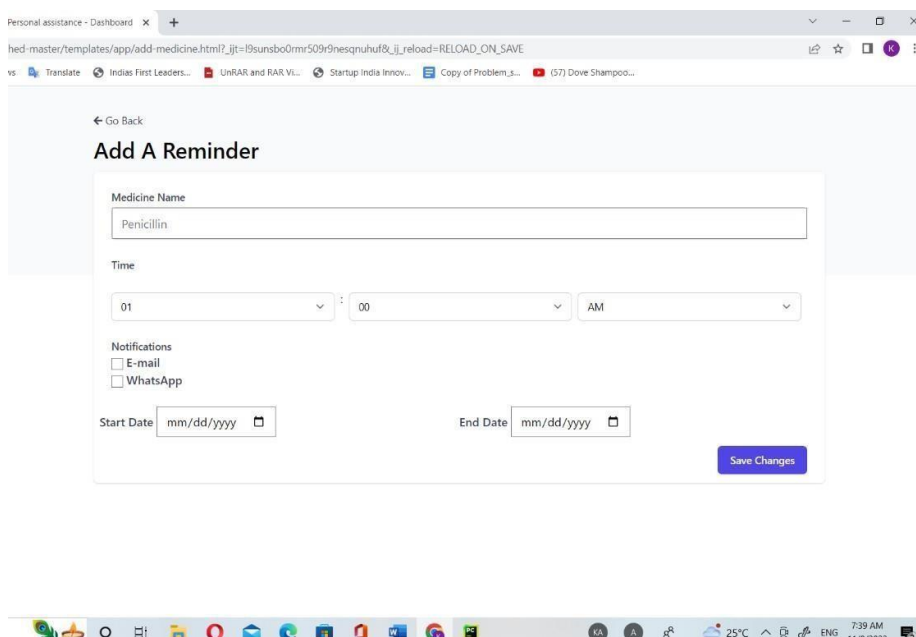 Personal assistance - Dashboard
hed-master/templates/app/add-medicine.html?_ijt=l9sunsbo0rmr509r9nesqnuhuf&_ij_reload=RELOAD_ON_SAVE
K
Translate Indias First Leaders... UnRAR and RAR Vi... Startup India Innov... Copy of Problem_s... (57) Dove Shampoo...
Go Back
Add A Reminder
Medicine Name
Penicillin
Time
01 : 00 AM
Notifications
E-mail
WhatsApp
Start Date mm/dd/yyyy End Date mm/dd/yyyy
Save Changes
7:39 AM
KA A 25°C ENG